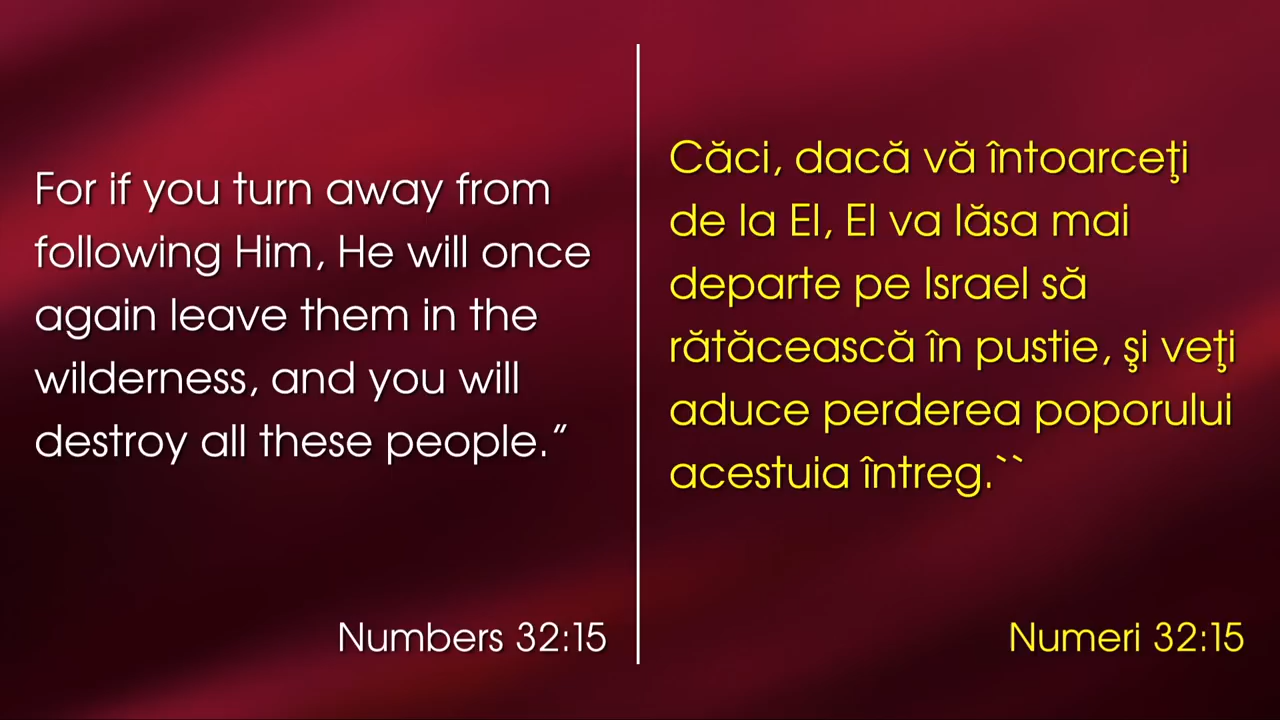 For if you turn away from
following Him, He will once
again leave them in the
wilderness, and you will
destroy all these people.”
Numbers 32:15
Căci, dacă vă întoarceţi
de la El, El va lăsa mai
departe pe Israel să
rătăcească în pustie, şi veţi
aduce perderea poporului
acestuia întreg.``
Numeri 32:15